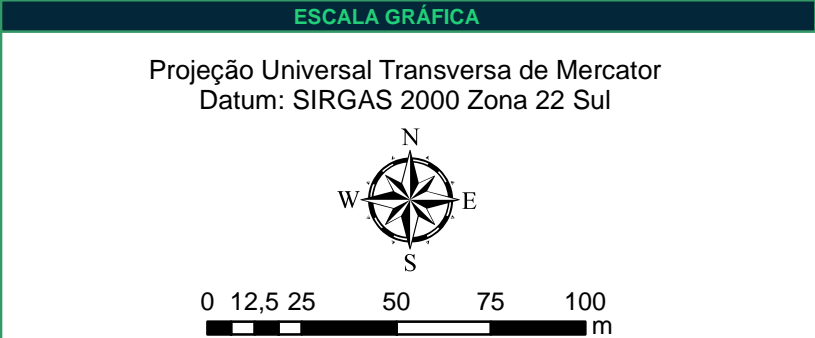 ESCALA GRÁFICA
Projeção Universal Transversa de Mercator
Datum: SIRGAS 2000 Zona 22 Sul
N
W E
S
0 12,5 25 50 75 100
m